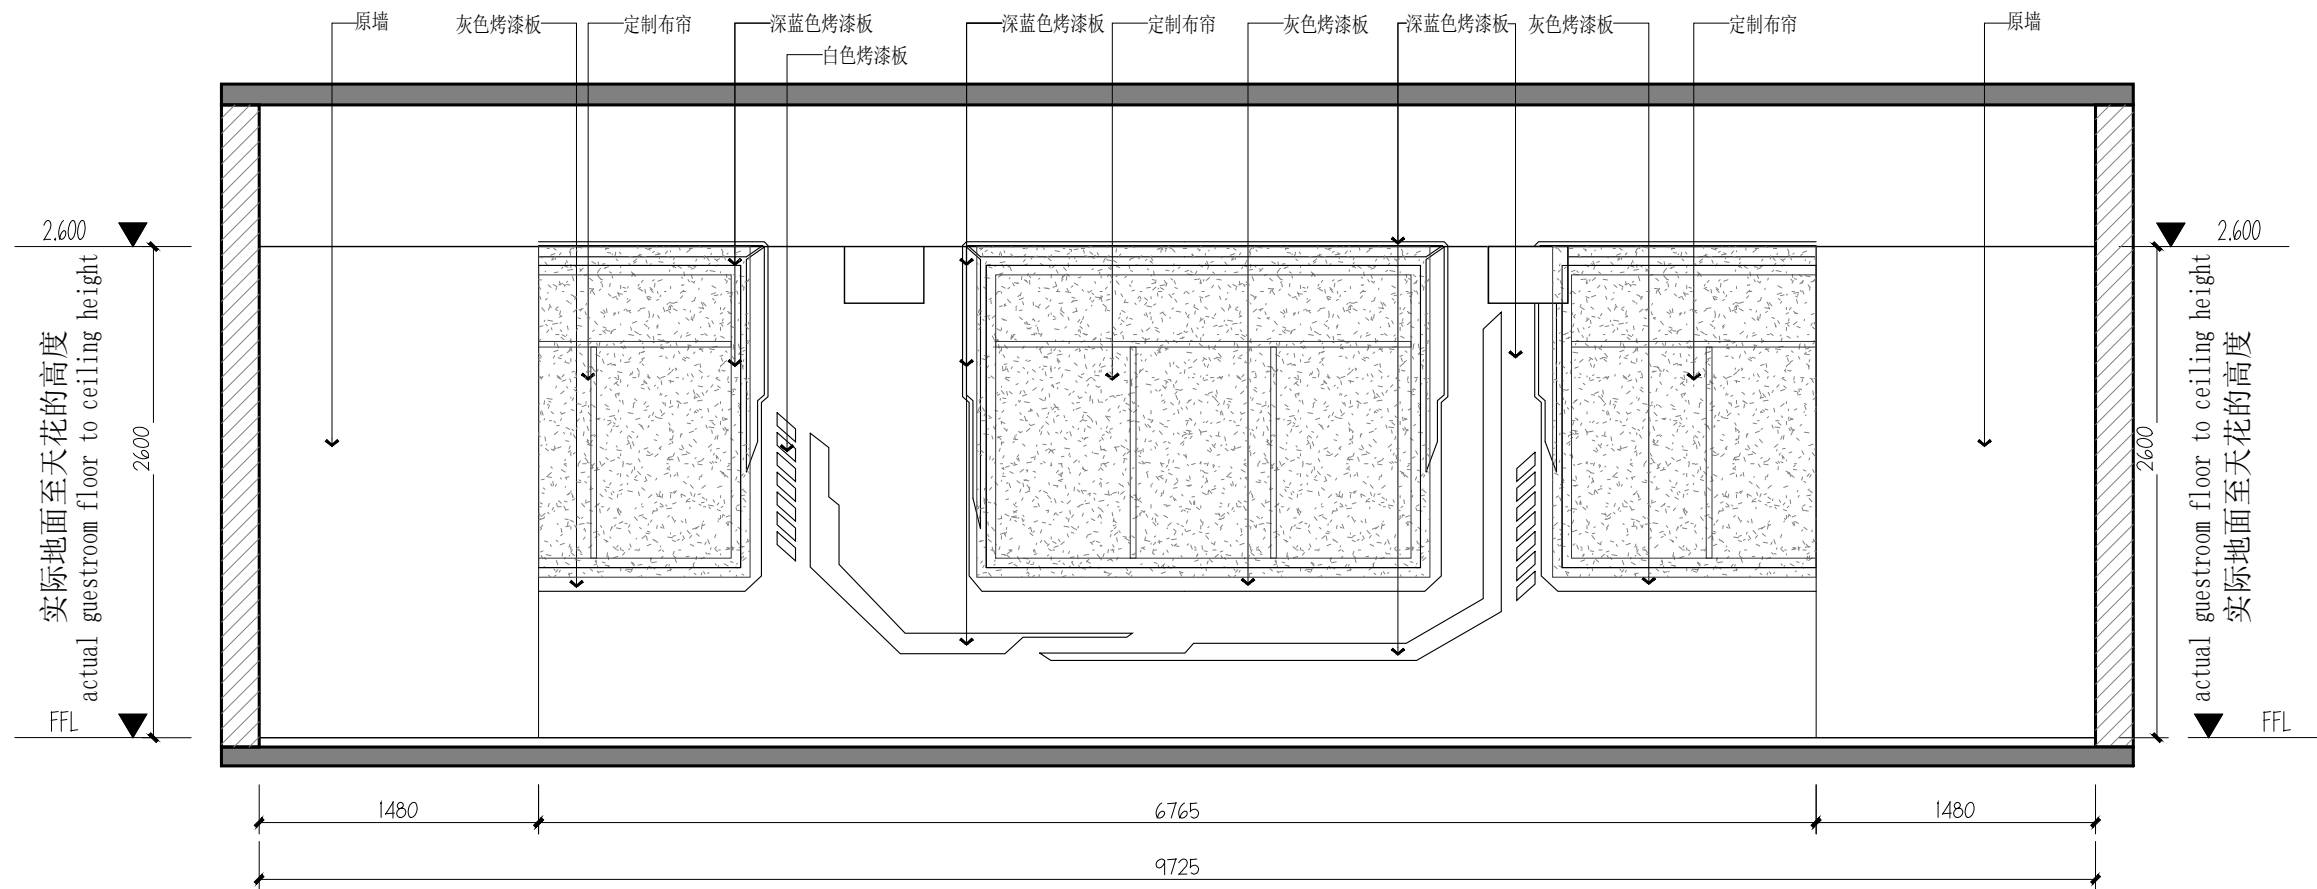 原墙
灰色烤漆板
定制布帘
深蓝色烤漆板
白色烤漆板
深蓝色烤漆板
定制布帘
灰色烤漆板
深蓝色烤漆板
灰色烤漆板
定制布帘
原墙
2.600
2.600
实际地面至天花的高度
actual guestroom floor to ceiling height
2600
2600
actual guestroom floor to ceiling height
实际地面至天花的高度
FFL
FFL
1480
6765
1480
9725